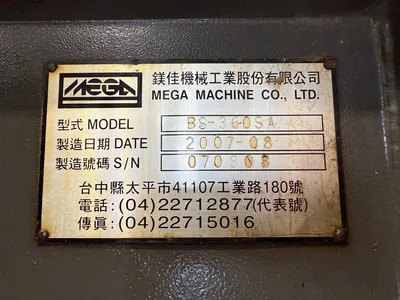 MEGA
鎂佳機械工業股份有限公司
MEGA MACHINE CO., LTD.
型式 MODEL BS-360SA
製造日期 DATE 2007-08
製造號碼 S/N 070808
台中縣太平市41107工業路180號
電話:(04)22712877(代表號)
傳真:(04)22715016